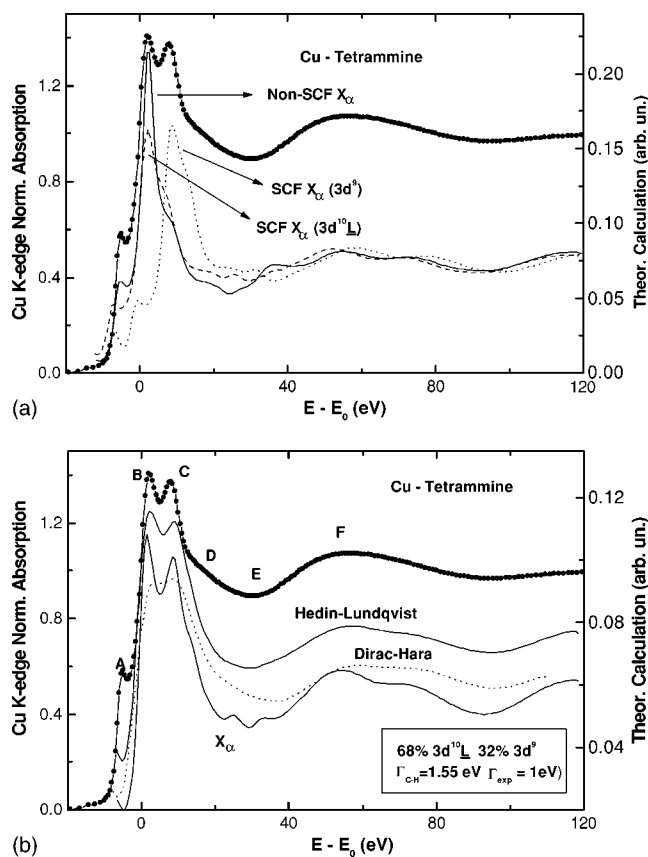 Cu - Tetrammine
Non-SCF Xα
SCF Xα (3d⁹)
SCF Xα (3d¹⁰L)
Cu K-edge Norm. Absorption
1.2
0.8
0.4
0.0
Theor. Calculation (arb. un.)
0.20
0.15
0.10
0.05
0.00
0
40
80
120
E - E₀ (eV)
(a)
B
C
Cu - Tetrammine
D
E
F
A
Hedin-Lundqvist
Dirac-Hara
Xα
68% 3d¹⁰L 32% 3d⁹
ΓC-H=1.55 eV Γexp = 1eV)
Cu K-edge Norm. Absorption
1.6
1.2
0.8
0.4
0.0
Theor. Calculation (arb. un.)
0.12
0.08
0.04
0
40
80
120
E - E₀ (eV)
(b)